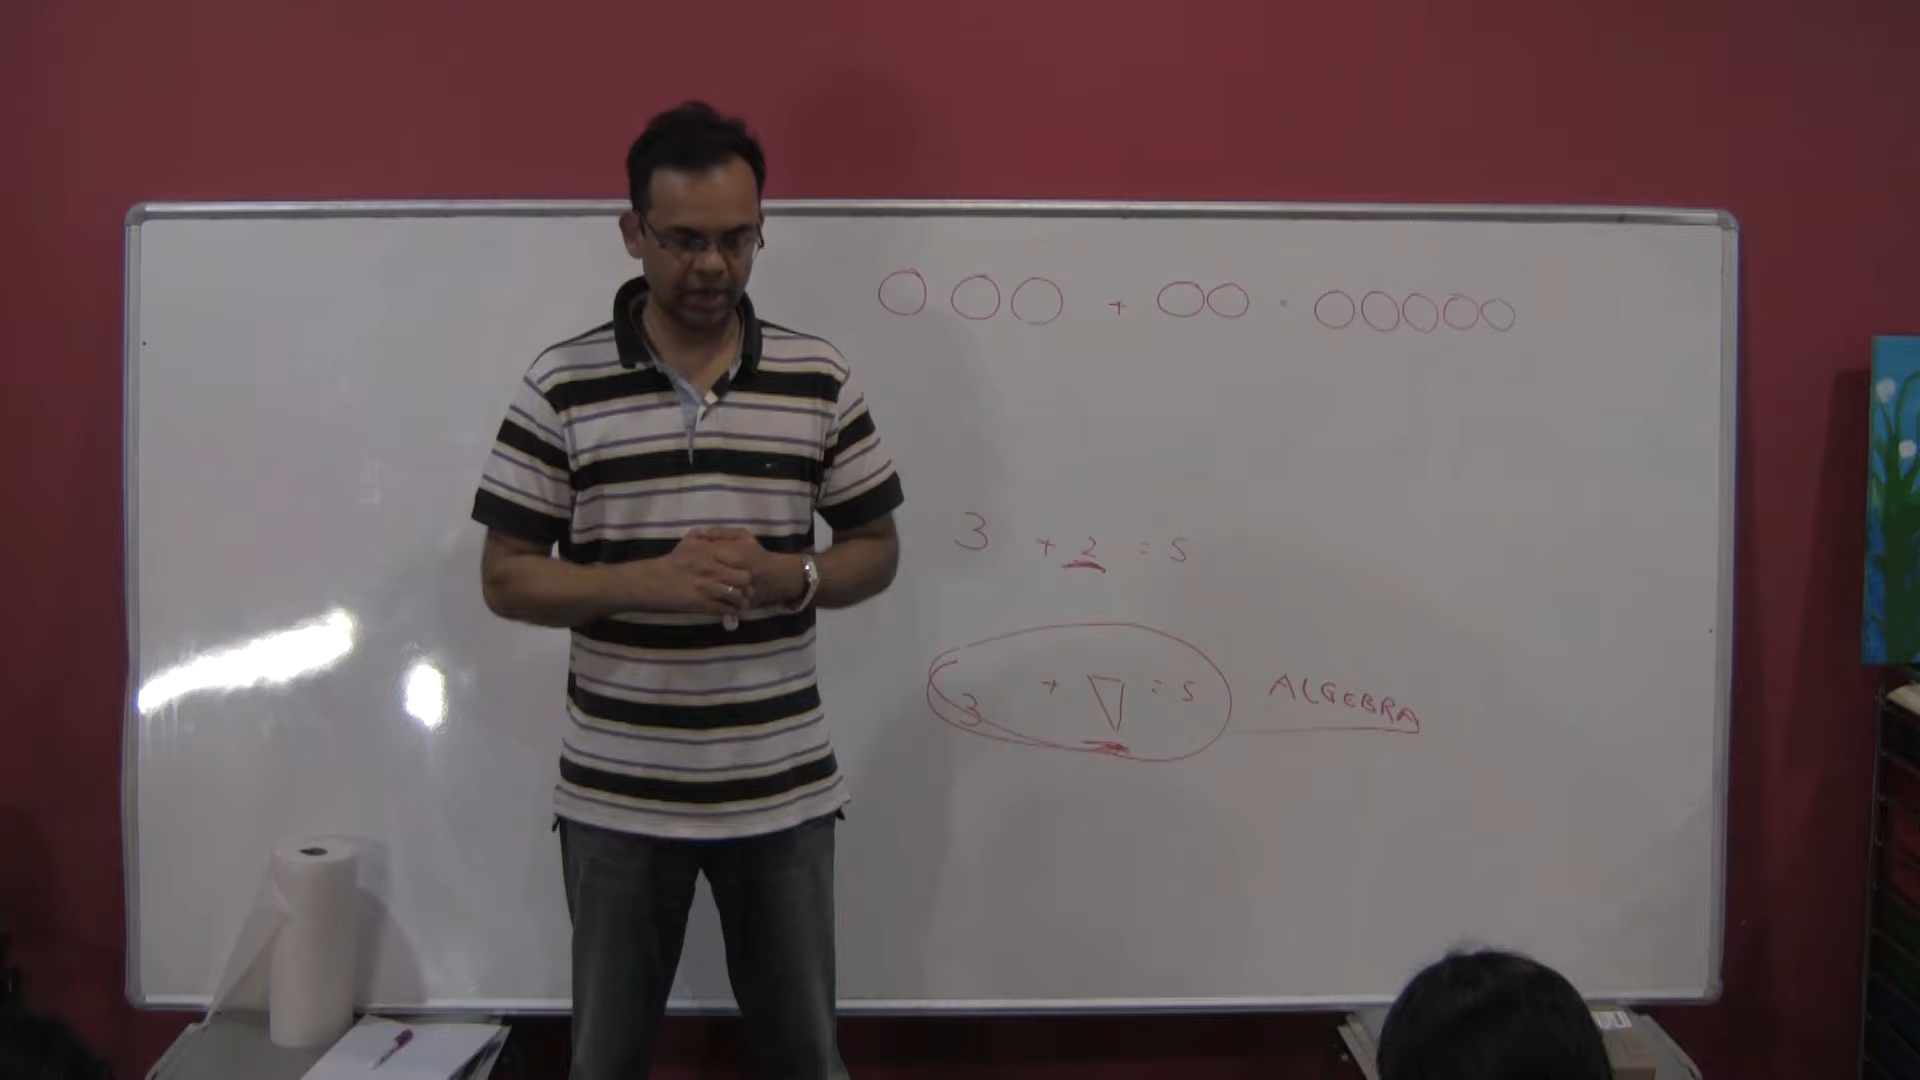 +
3 + 2 = 5
3 + ▽ = 5 ALGEBRA